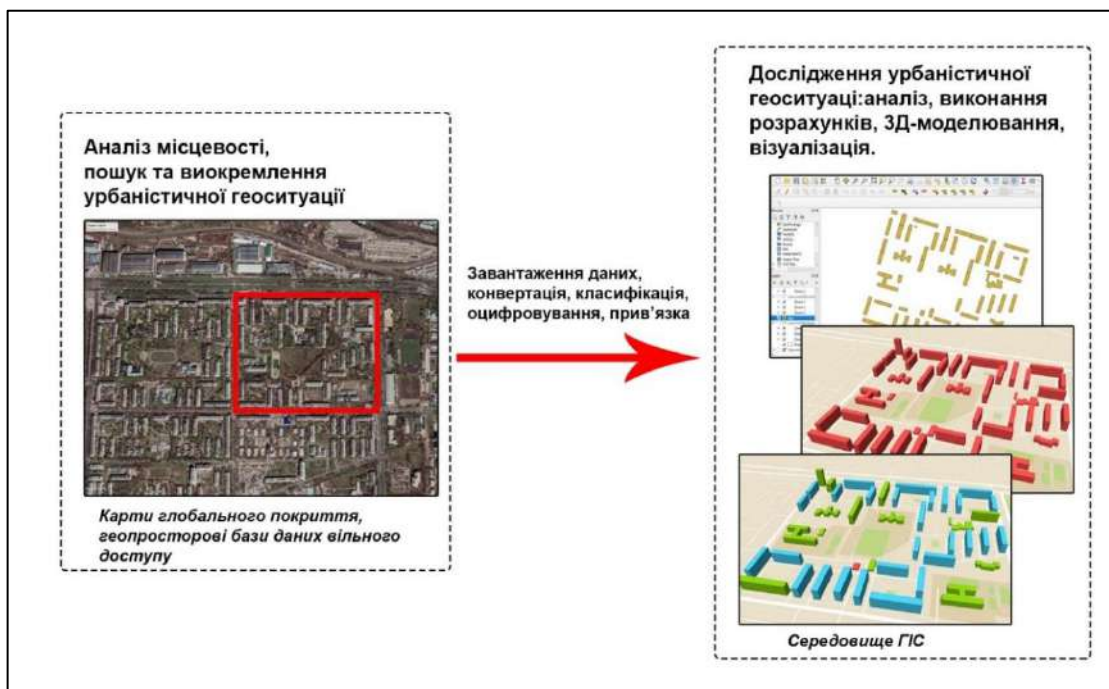 Аналіз місцевості,
пошук та виокремлення
урбаністичної геоситуації
Карти глобального покриття,
геопросторові бази даних вільного
доступу
Завантаження даних,
конвертація, класифікація,
оцифровування, прив'язка
Дослідження урбаністичної
геоситуаці:аналіз, виконання
розрахунків, 3Д-моделювання,
візуалізація.
Середовище ГІС